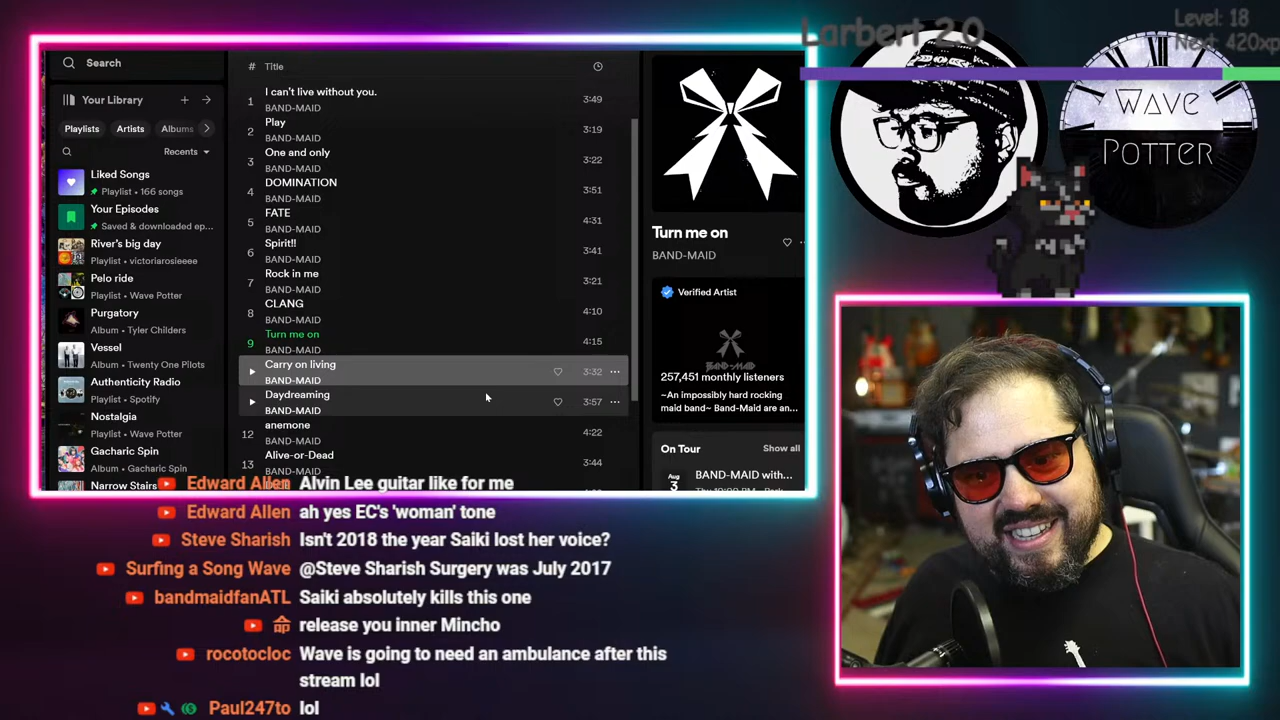 Search
Your Library
Playlists
Artists
Albums
Recents
Liked Songs
Playlist • 166 songs
Your Episodes
Saved & downloaded ep...
River's big day
Playlist • victoriarosieeee
Pelo ride
Playlist • Wave Potter
Purgatory
Album • Tyler Childers
Vessel
Album • Twenty One Pilots
Authenticity Radio
Playlist • Spotify
Nostalgia
Playlist • Wave Potter
Gacharic Spin
Album • Gacharic Spin
Narrow Stairs
# Title
1 I can't live without you. 3:49
BAND-MAID
2 Play 3:19
BAND-MAID
3 One and only 3:22
BAND-MAID
4 DOMINATION 3:51
BAND-MAID
5 FATE 4:31
BAND-MAID
6 Spirit!! 3:41
BAND-MAID
7 Rock in me 3:21
BAND-MAID
8 CLANG 4:10
BAND-MAID
9 Turn me on 4:15
BAND-MAID
Carry on living 3:32
BAND-MAID
Daydreaming 3:57
BAND-MAID
12 anemone 4:22
BAND-MAID
13 Alive-or-Dead 3:44
BAND-MAID
Turn me on
BAND-MAID
Verified Artist
BAND-MAID
257,451 monthly listeners
~An impossibly hard rocking
maid band~ Band-Maid are an...
On Tour
Show all
Aug
3
BAND-MAID with...
Larbert 2.0
Level: 18
Next: 420xp
WAVE
POTTER
Edward Allen Alvin Lee guitar like for me
Edward Allen ah yes EC's 'woman' tone
Steve Sharish Isn't 2018 the year Saiki lost her voice?
Surfing a Song Wave @Steve Sharish Surgery was July 2017
bandmaidfanATL Saiki absolutely kills this one
命 release you inner Mincho
rocotocloc Wave is going to need an ambulance after this
stream lol
Paul247to lol